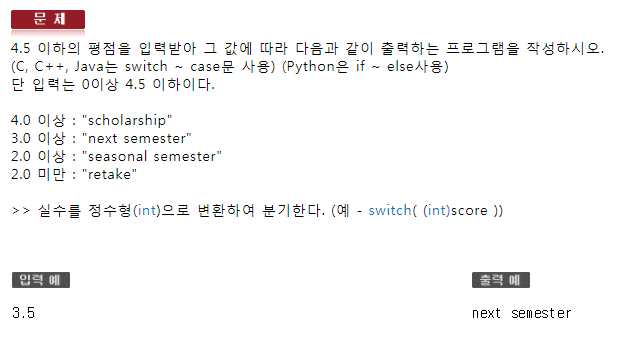 문 제
4.5 이하의 평점을 입력받아 그 값에 따라 다음과 같이 출력하는 프로그램을 작성하시오.
(C, C++, Java는 switch ~ case문 사용) (Python은 if ~ else사용)
단 입력는 0이상 4.5 이하이다.
4.0 이상 : "scholarship"
3.0 이상 : "next semester"
2.0 이상 : "seasonal semester"
2.0 미만 : "retake"
>> 실수를 정수형(int)으로 변환하여 분기한다. (예 - switch( (int)score ))
입력 예
출력 예
3.5
next semester